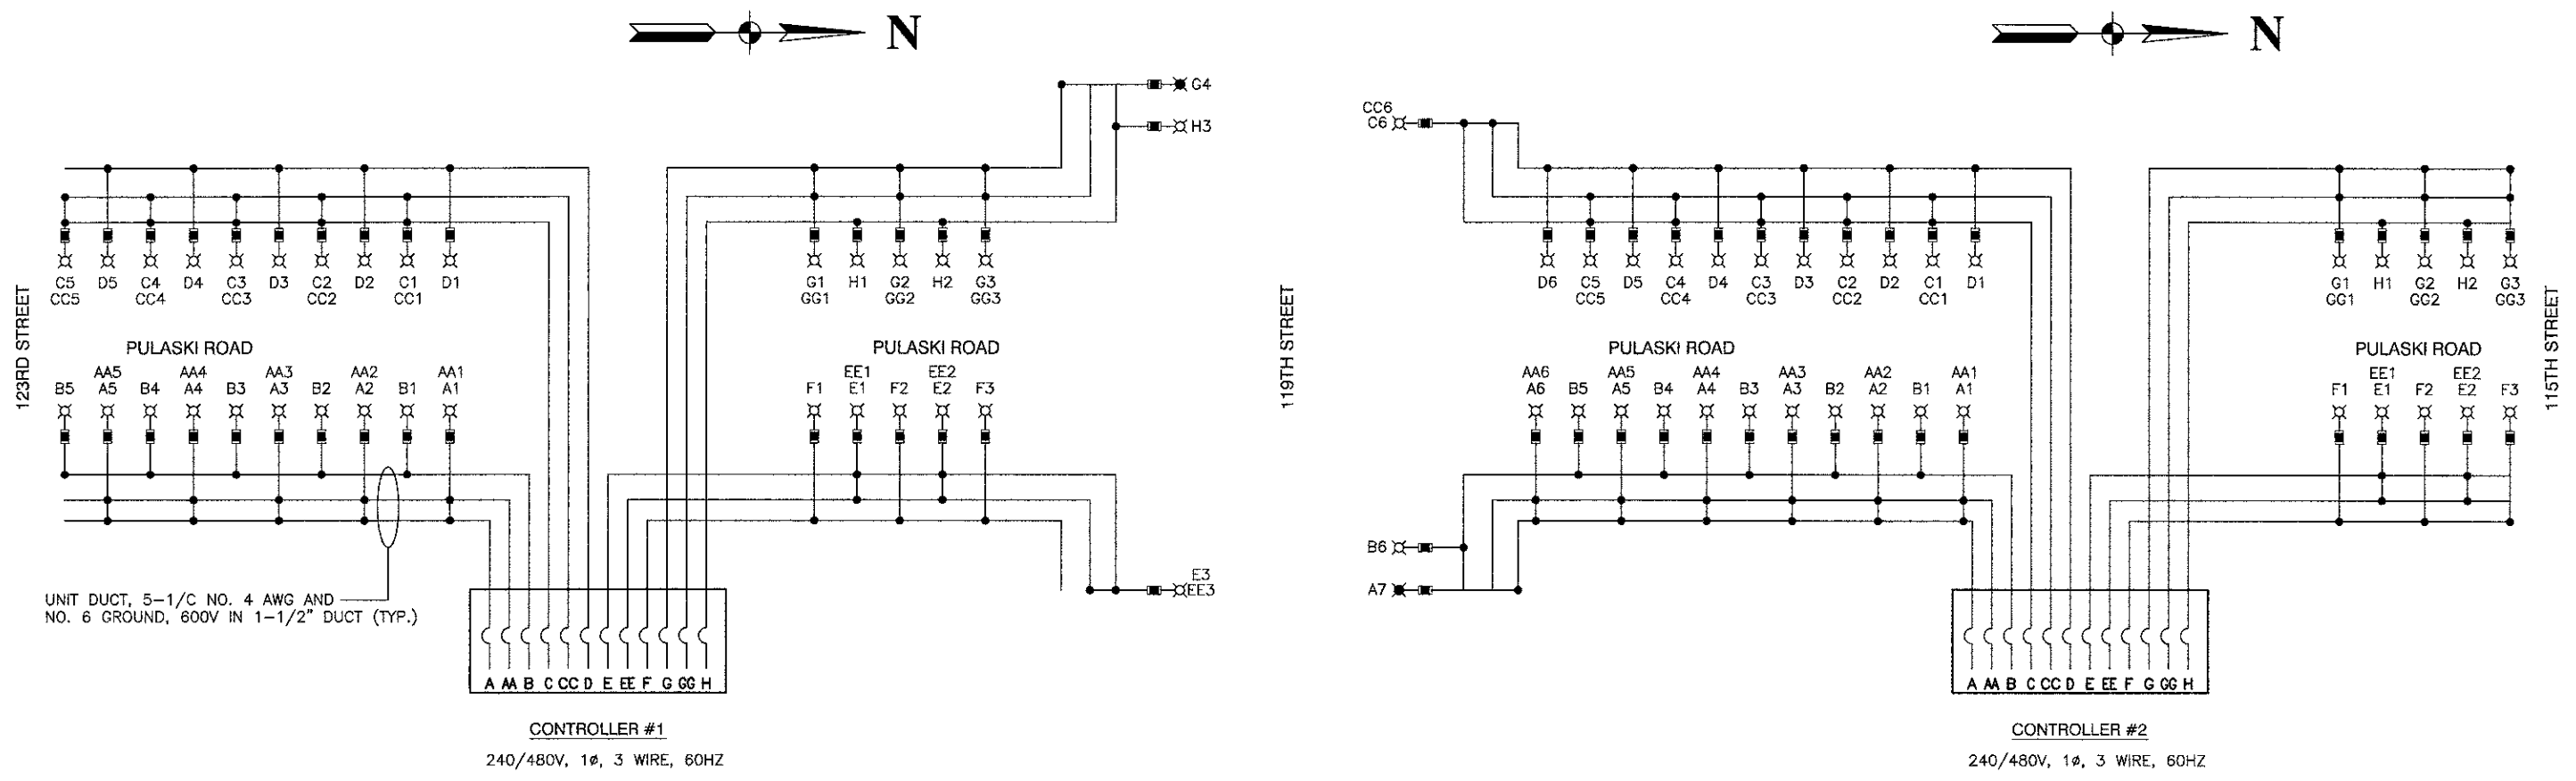 N
N
G4
H3
CC6
C6
C5 D5 C4 D4 C3 D3 C2 D2 C1 D1
CC5 CC4 CC3 CC2 CC1
G1 H1 G2 H2 G3
GG1 GG2 GG3
D6 C5 D5 C4 D4 C3 D3 C2 D2 C1 D1
CC5 CC4 CC3 CC2 CC1
G1 H1 G2 H2 G3
GG1 GG2 GG3
123RD STREET
PULASKI ROAD
PULASKI ROAD
119TH STREET
PULASKI ROAD
PULASKI ROAD
115TH STREET
AA5 AA4 AA3 AA2 AA1
B5 A5 B4 A4 B3 A3 B2 A2 B1 A1
EE1 EE2
F1 E1 F2 E2 F3
AA6 AA5 AA4 AA3 AA2 AA1
A6 B5 A5 B4 A4 B3 A3 B2 A2 B1 A1
EE1 EE2
F1 E1 F2 E2 F3
B6
A7
E3
EE3
UNIT DUCT, 5-1/C NO. 4 AWG AND
NO. 6 GROUND, 600V IN 1-1/2" DUCT (TYP.)
A AA B C CC D E EE F G GG H
CONTROLLER #1
240/480V, 1ø, 3 WIRE, 60HZ
A AA B C CC D E EE F G GG H
CONTROLLER #2
240/480V, 1ø, 3 WIRE, 60HZ